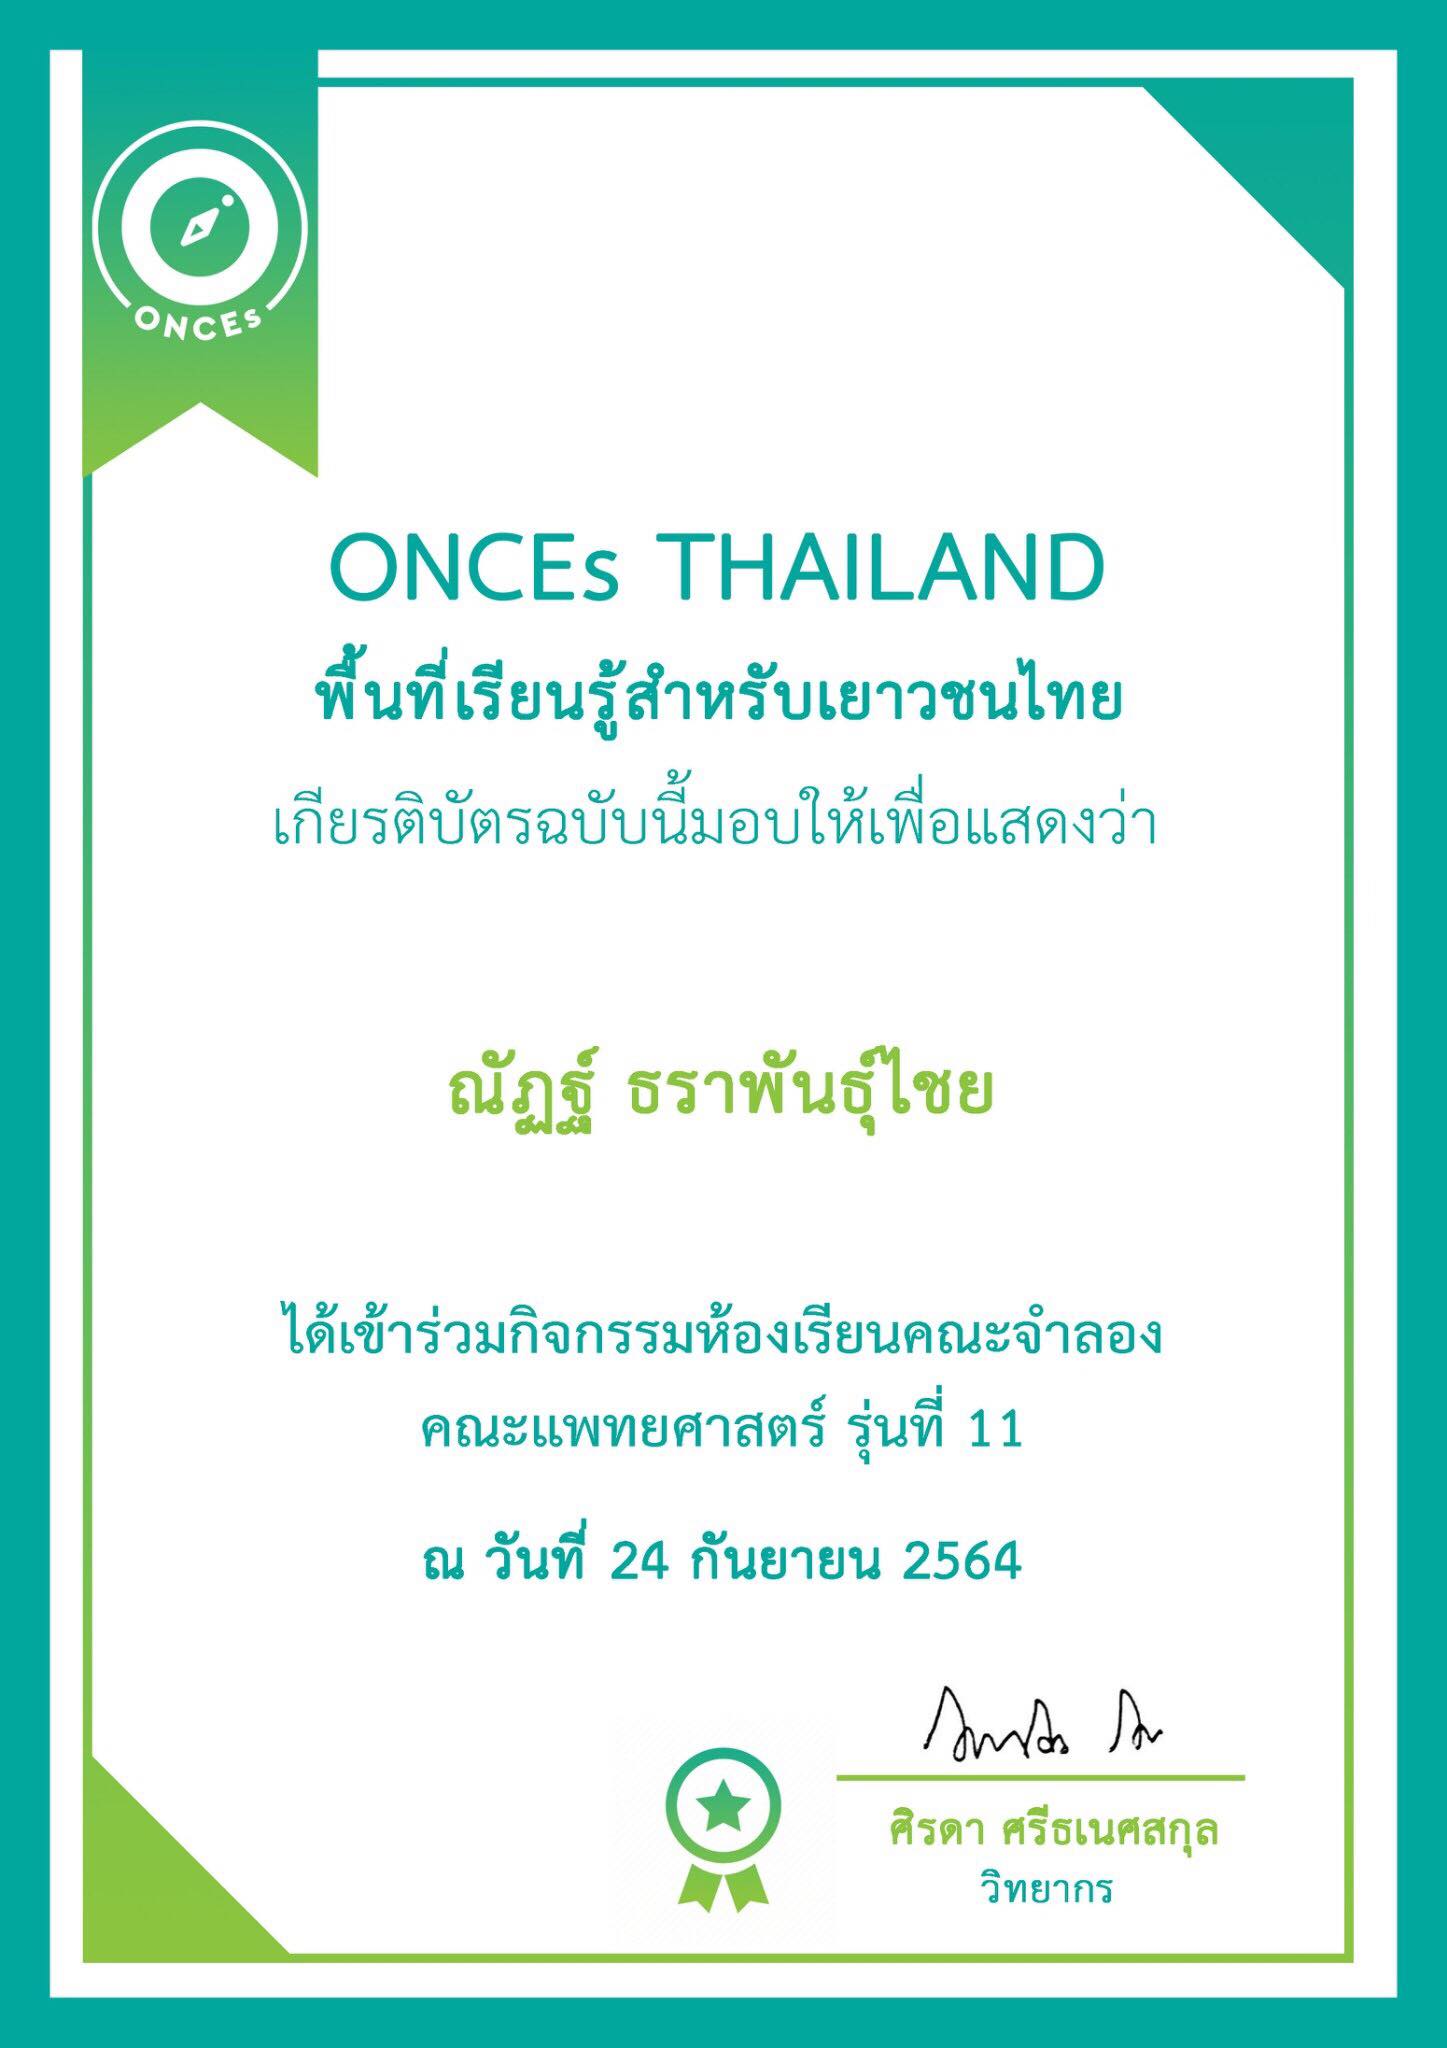 ONCEs
ONCEs THAILAND
พื้นที่เรียนรู้สำหรับเยาวชนไทย
เกียรติบัตรฉบับนี้มอบให้เพื่อแสดงว่า
ณัฏฐ์ ธราพันธุ์ไชย
ได้เข้าร่วมกิจกรรมห้องเรียนคณะจำลอง
คณะแพทยศาสตร์ รุ่นที่ 11
ณ วันที่ 24 กันยายน 2564
ศิรดา ศรีธเนศสกุล
วิทยากร